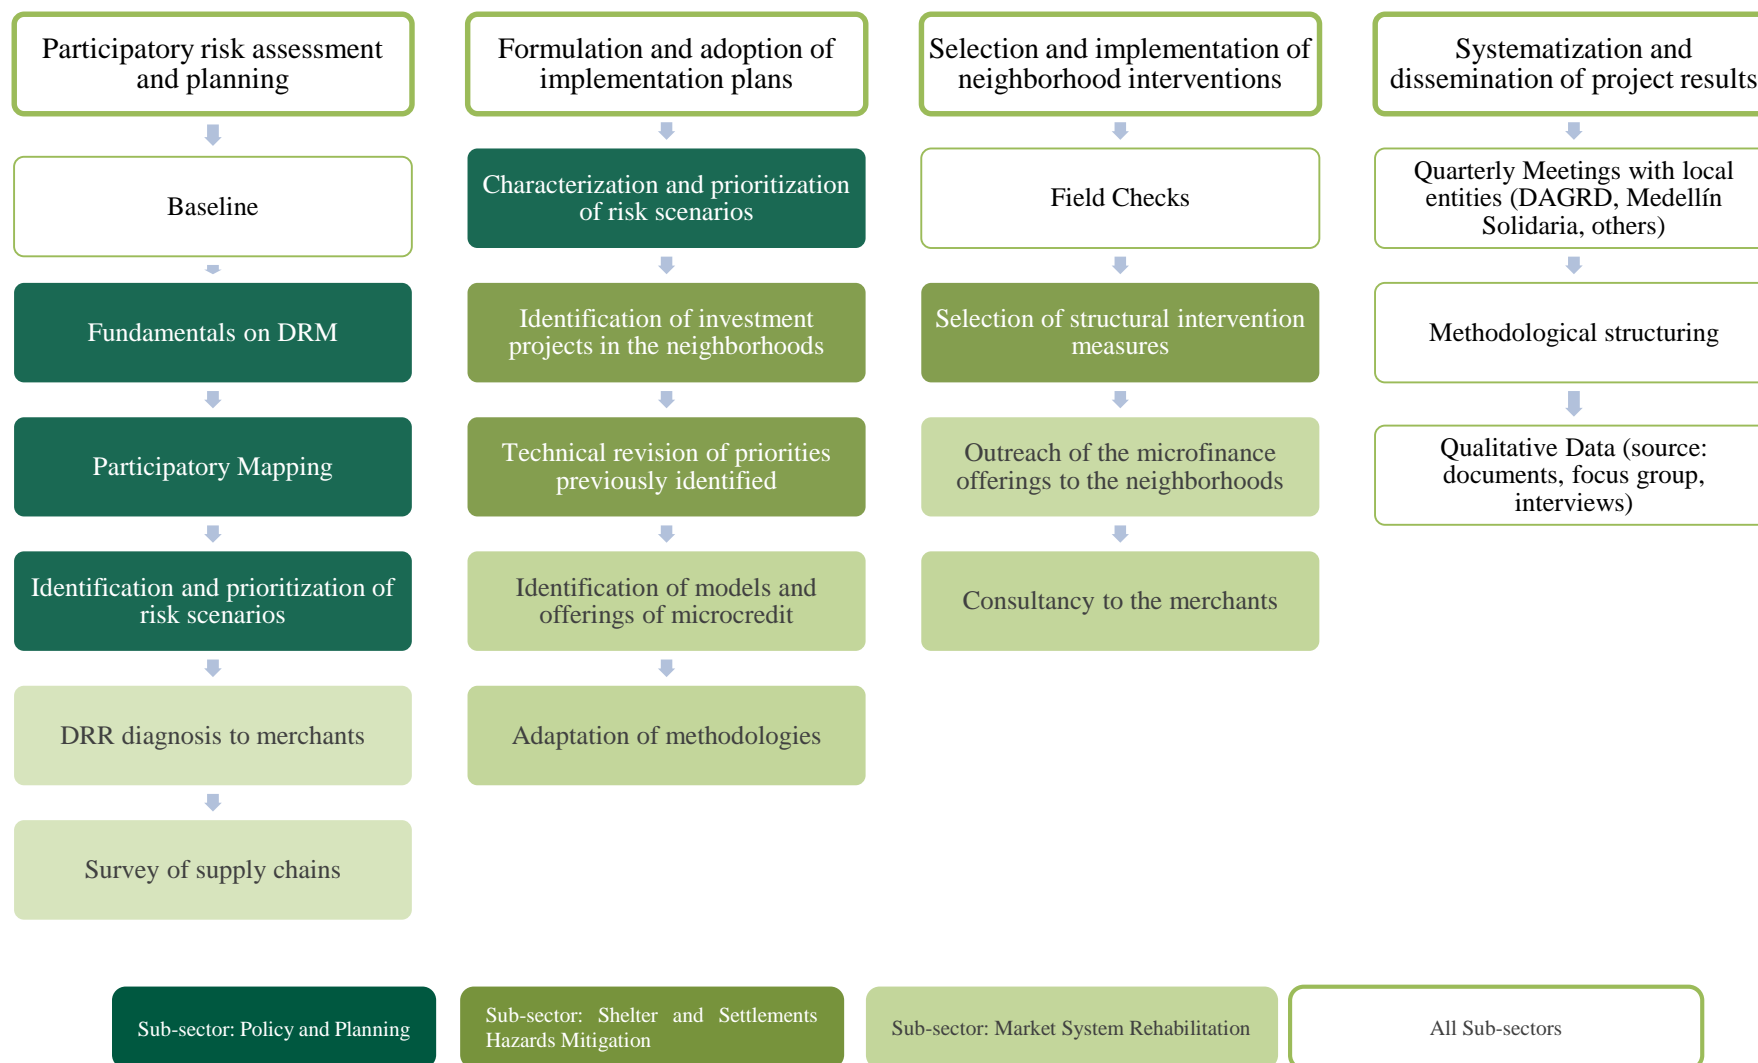 Participatory risk assessment
and planning
Baseline
Fundamentals on DRM
Participatory Mapping
Identification and prioritization of
risk scenarios
DRR diagnosis to merchants
Survey of supply chains
Formulation and adoption of
implementation plans
Characterization and prioritization
of risk scenarios
Identification of investment
projects in the neighborhoods
Technical revision of priorities
previously identified
Identification of models and
offerings of microcredit
Adaptation of methodologies
Selection and implementation of
neighborhood interventions
Field Checks
Selection of structural intervention
measures
Outreach of the microfinance
offerings to the neighborhoods
Consultancy to the merchants
Systematization and
dissemination of project results
Quarterly Meetings with local
entities (DAGRD, Medellín
Solidaria, others)
Methodological structuring
Qualitative Data (source:
documents, focus group,
interviews)
Sub-sector: Policy and Planning
Sub-sector: Shelter and Settlements
Hazards Mitigation
Sub-sector: Market System Rehabilitation
All Sub-sectors